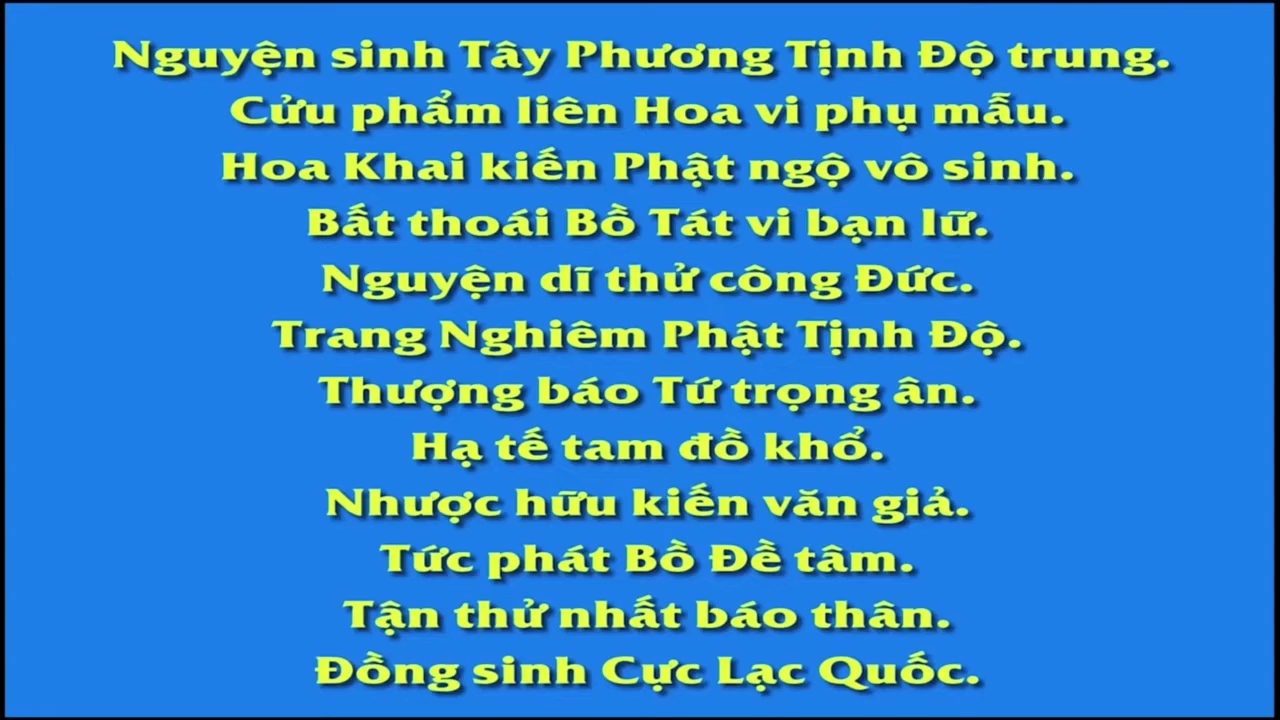 Nguyện sinh Tây Phương Tịnh Độ trung.
Cửu phẩm liên Hoa vi phụ mẫu.
Hoa Khai kiến Phật ngộ vô sinh.
Bất thoái Bồ Tát vi bạn lữ.
Nguyện dĩ thử công Đức.
Trang Nghiêm Phật Tịnh Độ.
Thượng báo Tứ trọng ân.
Hạ tế tam đồ khổ.
Nhược hữu kiến văn giả.
Tức phát Bồ Đề tâm.
Tận thử nhất báo thân.
Đồng sinh Cực Lạc Quốc.